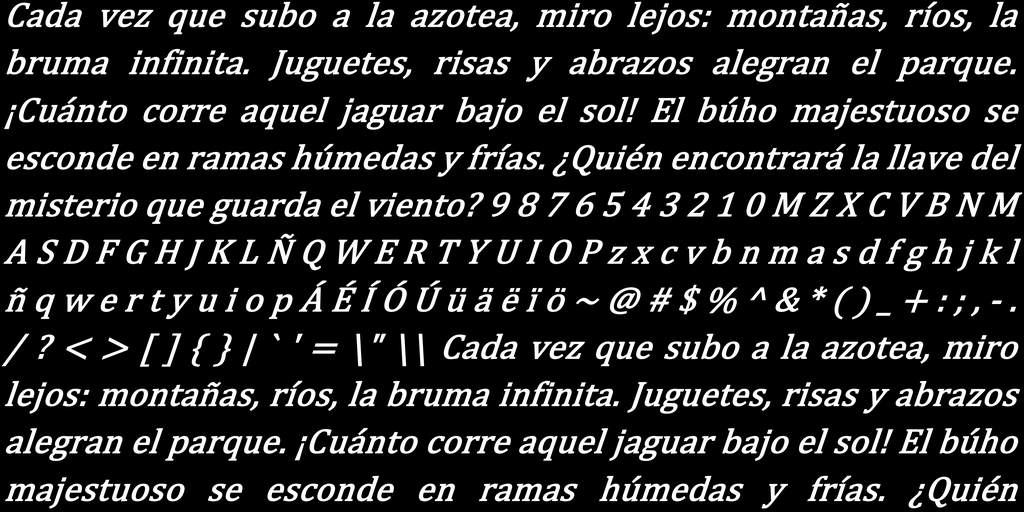 Cada vez que subo a la azotea, miro lejos: montañas, ríos, la
bruma infinita. Juguetes, risas y abrazos alegran el parque.
¡Cuánto corre aquel jaguar bajo el sol! El búho majestuoso se
esconde en ramas húmedas y frías. ¿Quién encontrará la llave del
misterio que guarda el viento? 9 8 7 6 5 4 3 2 1 0 M Z X C V B N M
A S D F G H J K L Ñ Q W E R T Y U I O P z x c v b n m a s d f g h j k l
ñ q w e r t y u i o p Á É Í Ó Ú ü ä ë ï ö ~ @ # $ % ^ & * ( ) _ + : ; , - .
/ ? < > [ ] { } | ` ' = \" \\ Cada vez que subo a la azotea, miro
lejos: montañas, ríos, la bruma infinita. Juguetes, risas y abrazos
alegran el parque. ¡Cuánto corre aquel jaguar bajo el sol! El búho
majestuoso se esconde en ramas húmedas y frías. ¿Quién